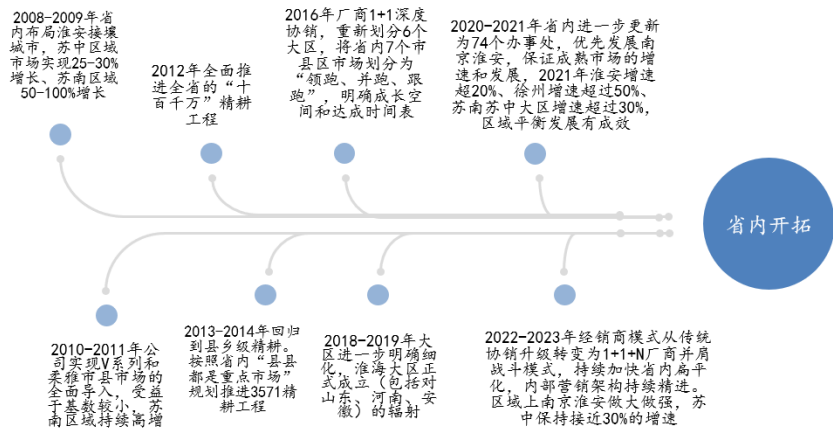 2008-2009年省
内布局淮安接壤
城市，苏中区域
市场实现25-30%
增长、苏南区域
50-100%增长
2012年全面推
进全省的“十
百千万”精耕
工程
2016年厂商1+1深度
协销，重新划分6个
大区，将省内7个市
县区市场划分为
“领跑、并跑、跟
跑”，明确成长空
间和达成时间表
2020-2021年省内进一步更新
为74个办事处，优先发展南
京淮安，保证成熟市场的增
速和发展，2021年淮安增速
超20%、徐州增速超过50%、
苏南苏中大区增速超过30%，
区域平衡发展有成效
省内开拓
2010-2011年公
司实现V系列和
柔雅市县市场的
全面导入，受益
于基数较小，苏
南区域持续高增
2013-2014年回归
到县乡级精耕。
按照省内“县县
都是重点市场”
规划推进3571精
耕工程
2018-2019年大
区进一步明确细
化，淮海大区正
式成立（包括对
山东、河南、安
徽）的辐射
2022-2023年经销商模式从传统
协销升级转变为1+1+N厂商并肩
战斗模式，持续加快省内扁平
化，内部营销架构持续精进。
区域上南京淮安做大做强，苏
中保持接近30%的增速